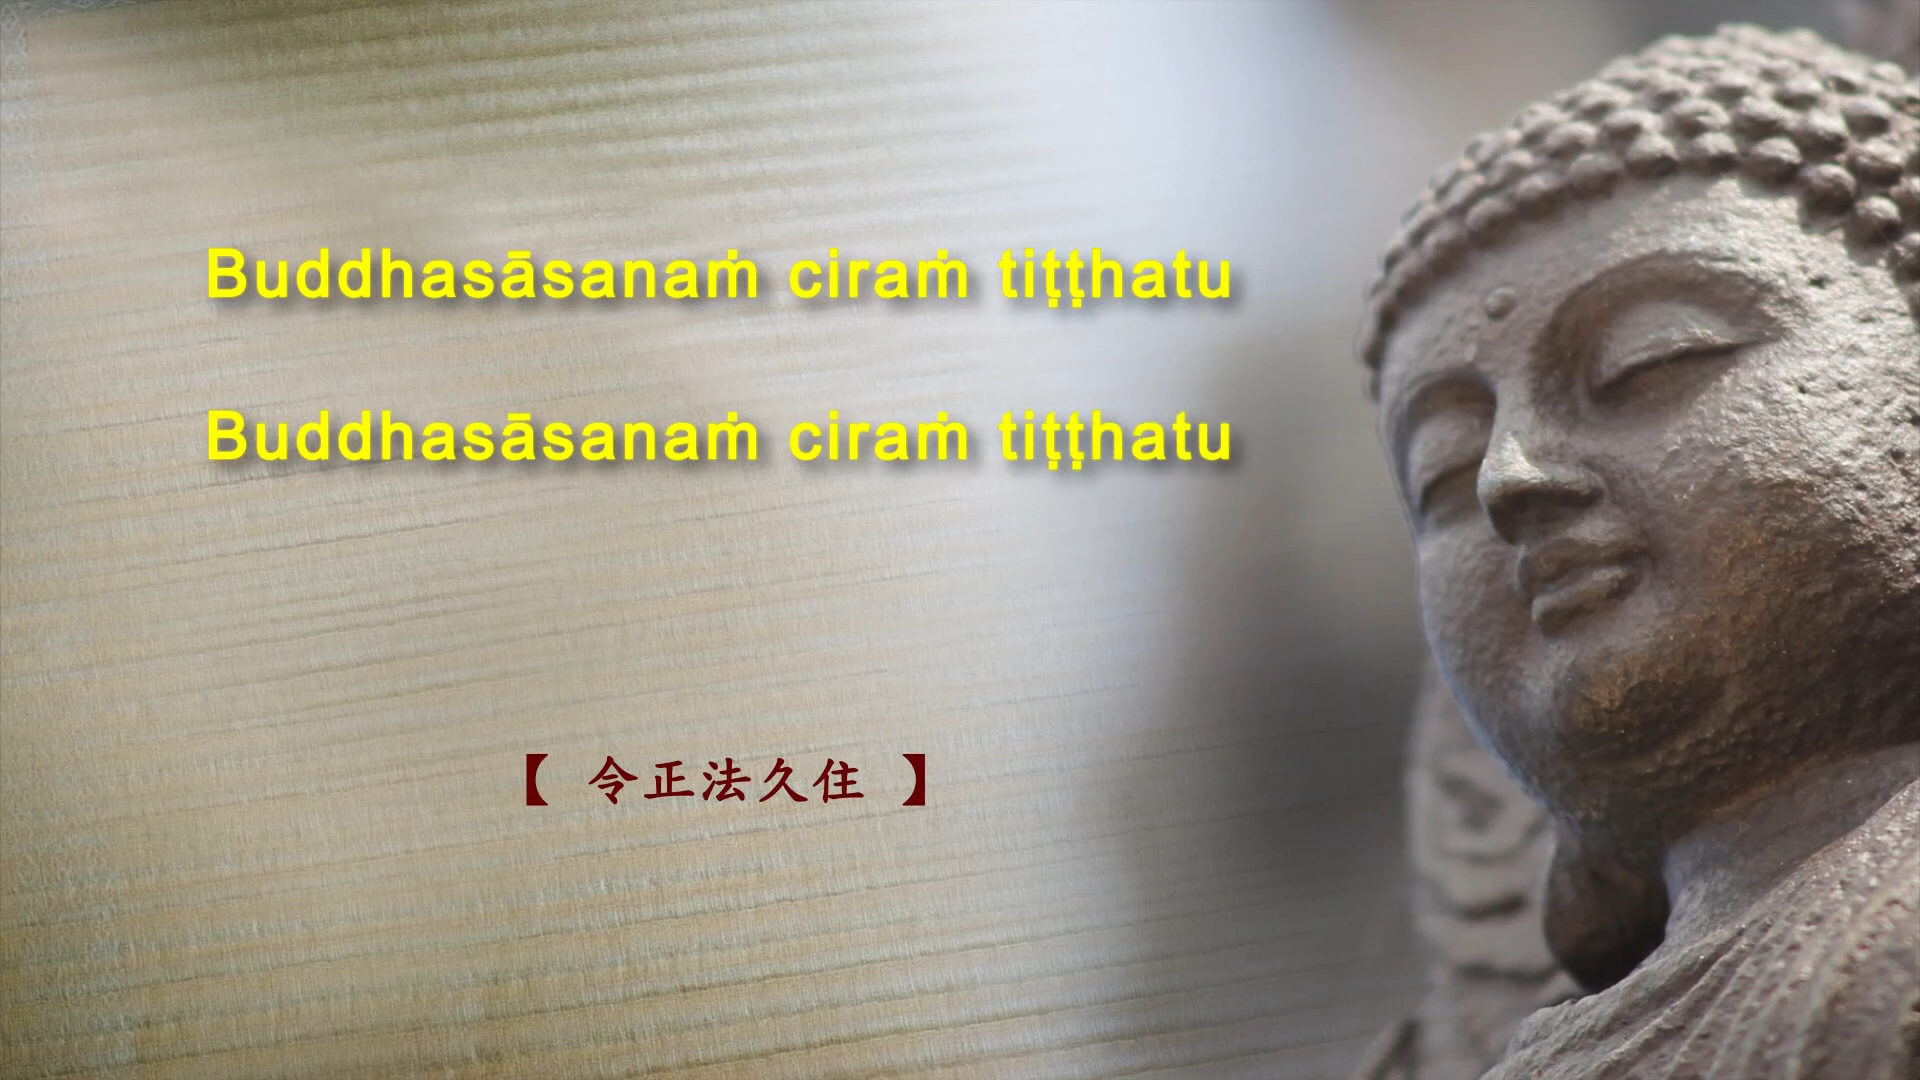 Buddhasāsanaṁ ciraṁ tiṭṭhatu
Buddhasāsanaṁ ciraṁ tiṭṭhatu
【 令正法久住 】